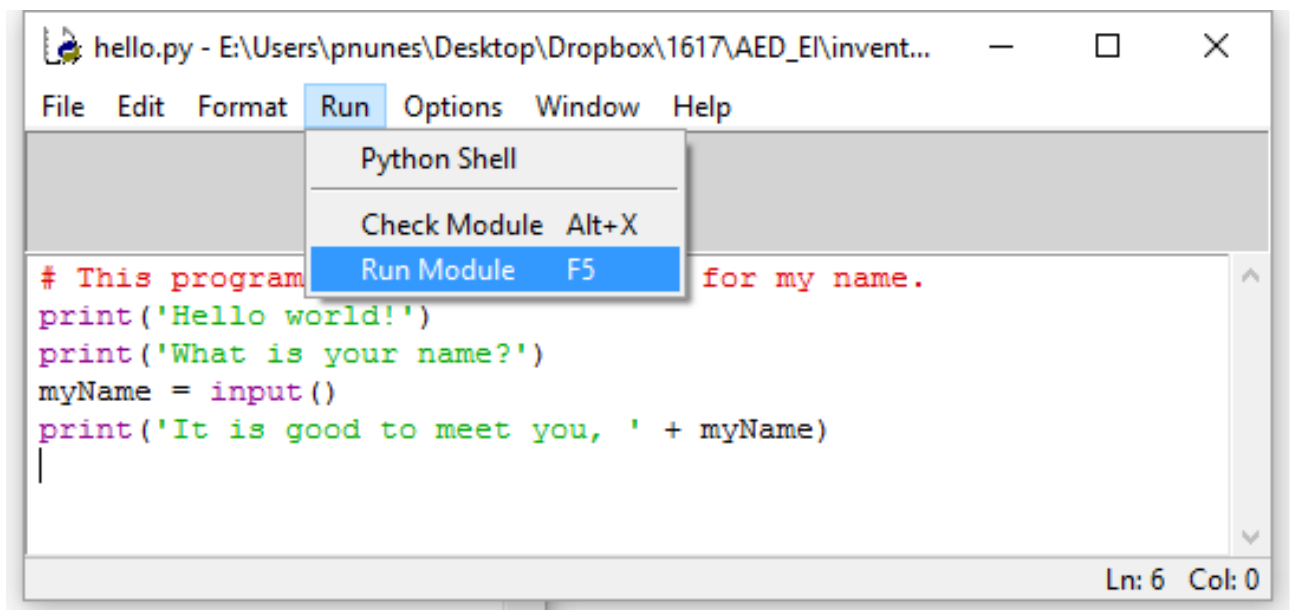 hello.py - E:\Users\pnunes\Desktop\Dropbox\1617\AED_EI\invent...
File Edit Format Run Options Window Help
Python Shell
Check Module Alt+X
Run Module F5
# This program for my name.
print('Hello world!')
print('What is your name?')
myName = input()
print('It is good to meet you, ' + myName)
Ln: 6 Col: 0